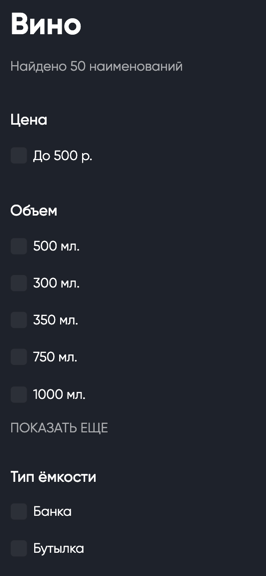 Вино
Найдено 50 наименований
Цена
До 500 р.
Объем
500 мл.
300 мл.
350 мл.
750 мл.
1000 мл.
ПОКАЗАТЬ ЕЩЕ
Тип ёмкости
Банка
Бутылка